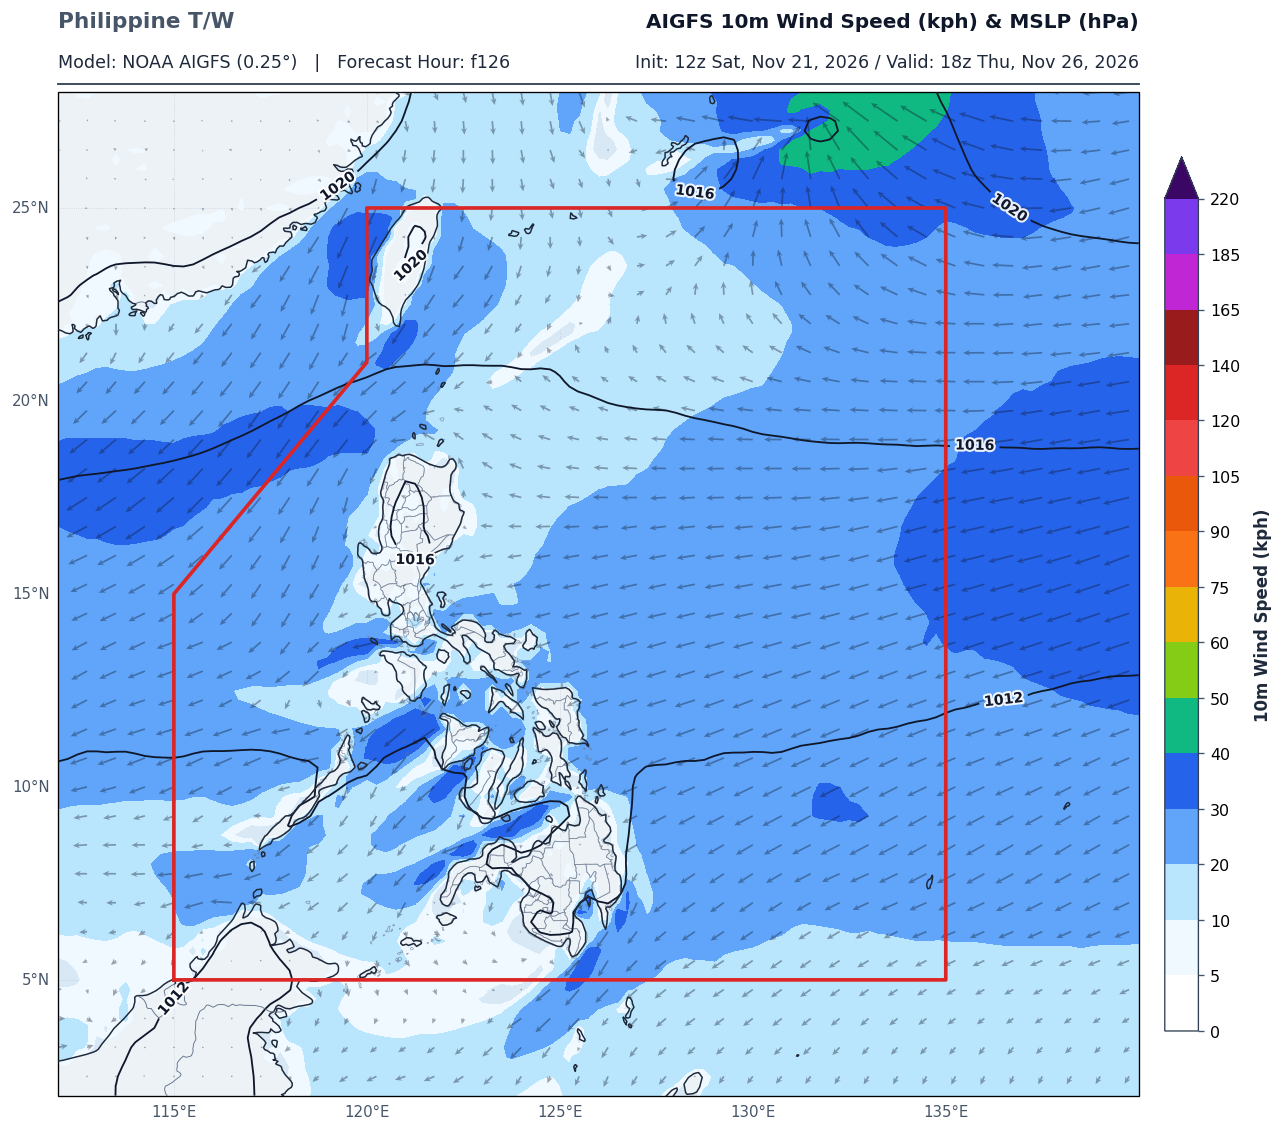 Philippine T/W
AIGFS 10m Wind Speed (kph) & MSLP (hPa)
Model: NOAA AIGFS (0.25°) | Forecast Hour: f126
Init: 12z Sat, Nov 21, 2026 / Valid: 18z Thu, Nov 26, 2026
1020
1016
1020
1020
1016
1016
1012
1012
25°N
20°N
15°N
10°N
5°N
115°E
120°E
125°E
130°E
135°E
220
185
165
140
120
105
90
75
60
50
40
30
20
10
5
0
10m Wind Speed (kph)